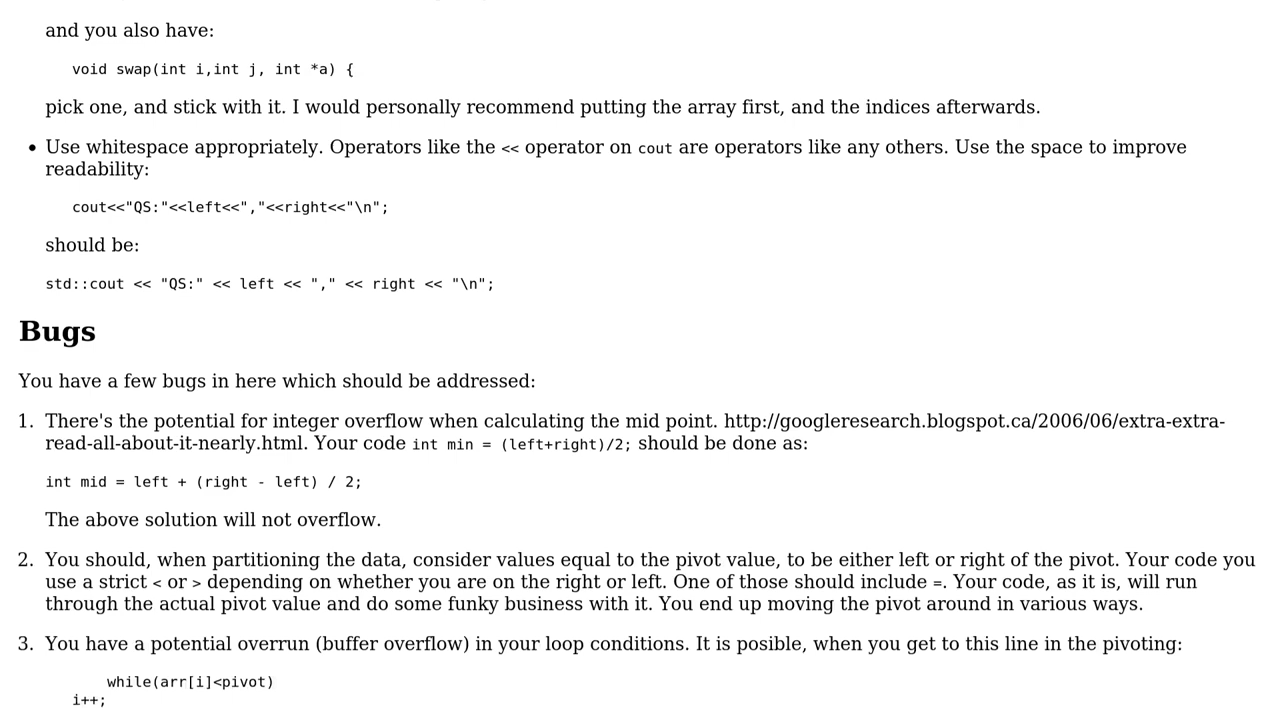 and you also have:
void swap(int i,int j, int *a) {
pick one, and stick with it. I would personally recommend putting the array first, and the indices afterwards.
• Use whitespace appropriately. Operators like the << operator on cout are operators like any others. Use the space to improve
readability:
cout<<"QS:"<<left<<","<<right<<"\n";
should be:
std::cout << "QS:" << left << "," << right << "\n";
Bugs
You have a few bugs in here which should be addressed:
1. There's the potential for integer overflow when calculating the mid point. http://googleresearch.blogspot.ca/2006/06/extra-extra-
read-all-about-it-nearly.html. Your code int min = (left+right)/2; should be done as:
int mid = left + (right - left) / 2;
The above solution will not overflow.
2. You should, when partitioning the data, consider values equal to the pivot value, to be either left or right of the pivot. Your code you
use a strict < or > depending on whether you are on the right or left. One of those should include =. Your code, as it is, will run
through the actual pivot value and do some funky business with it. You end up moving the pivot around in various ways.
3. You have a potential overrun (buffer overflow) in your loop conditions. It is posible, when you get to this line in the pivoting:
while(arr[i]<pivot)
i++;